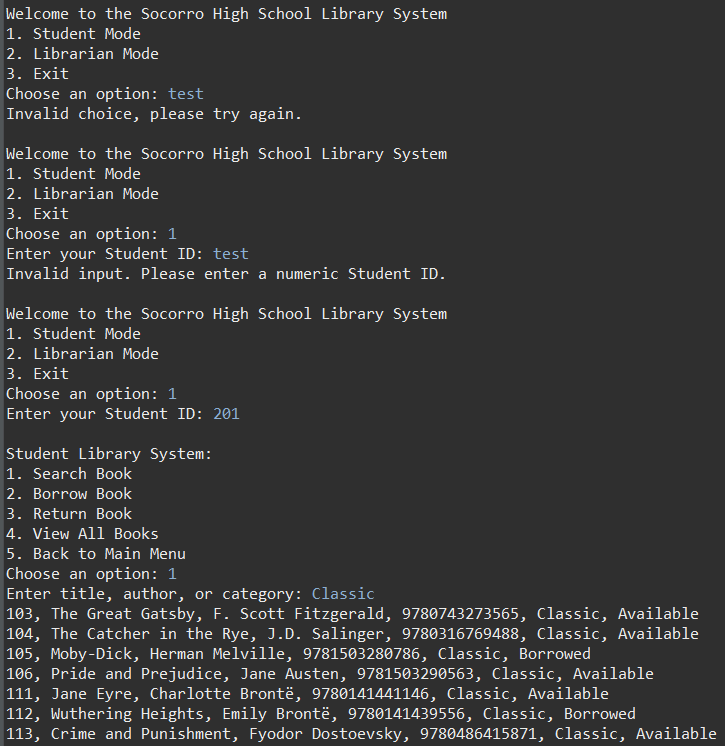 Welcome to the Socorro High School Library System
1. Student Mode
2. Librarian Mode
3. Exit
Choose an option: test
Invalid choice, please try again.
Welcome to the Socorro High School Library System
1. Student Mode
2. Librarian Mode
3. Exit
Choose an option: 1
Enter your Student ID: test
Invalid input. Please enter a numeric Student ID.
Welcome to the Socorro High School Library System
1. Student Mode
2. Librarian Mode
3. Exit
Choose an option: 1
Enter your Student ID: 201
Student Library System:
1. Search Book
2. Borrow Book
3. Return Book
4. View All Books
5. Back to Main Menu
Choose an option: 1
Enter title, author, or category: Classic
103, The Great Gatsby, F. Scott Fitzgerald, 9780743273565, Classic, Available
104, The Catcher in the Rye, J.D. Salinger, 9780316769488, Classic, Available
105, Moby-Dick, Herman Melville, 9781503280786, Classic, Borrowed
106, Pride and Prejudice, Jane Austen, 9781503290563, Classic, Available
111, Jane Eyre, Charlotte Brontë, 9780141441146, Classic, Available
112, Wuthering Heights, Emily Brontë, 9780141439556, Classic, Borrowed
113, Crime and Punishment, Fyodor Dostoevsky, 9780486415871, Classic, Available